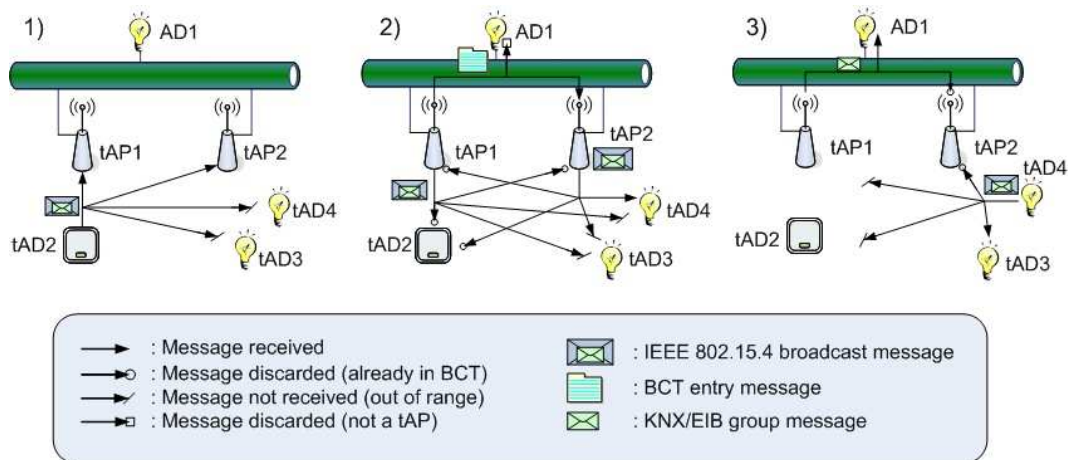 1)
AD1
tAP1
tAP2
tAD2
tAD4
tAD3
2)
AD1
tAP1
tAP2
tAD2
tAD4
tAD3
3)
AD1
tAP1
tAP2
tAD4
tAD2
tAD3
: Message received
: Message discarded (already in BCT)
: Message not received (out of range)
: Message discarded (not a tAP)
: IEEE 802.15.4 broadcast message
: BCT entry message
: KNX/EIB group message